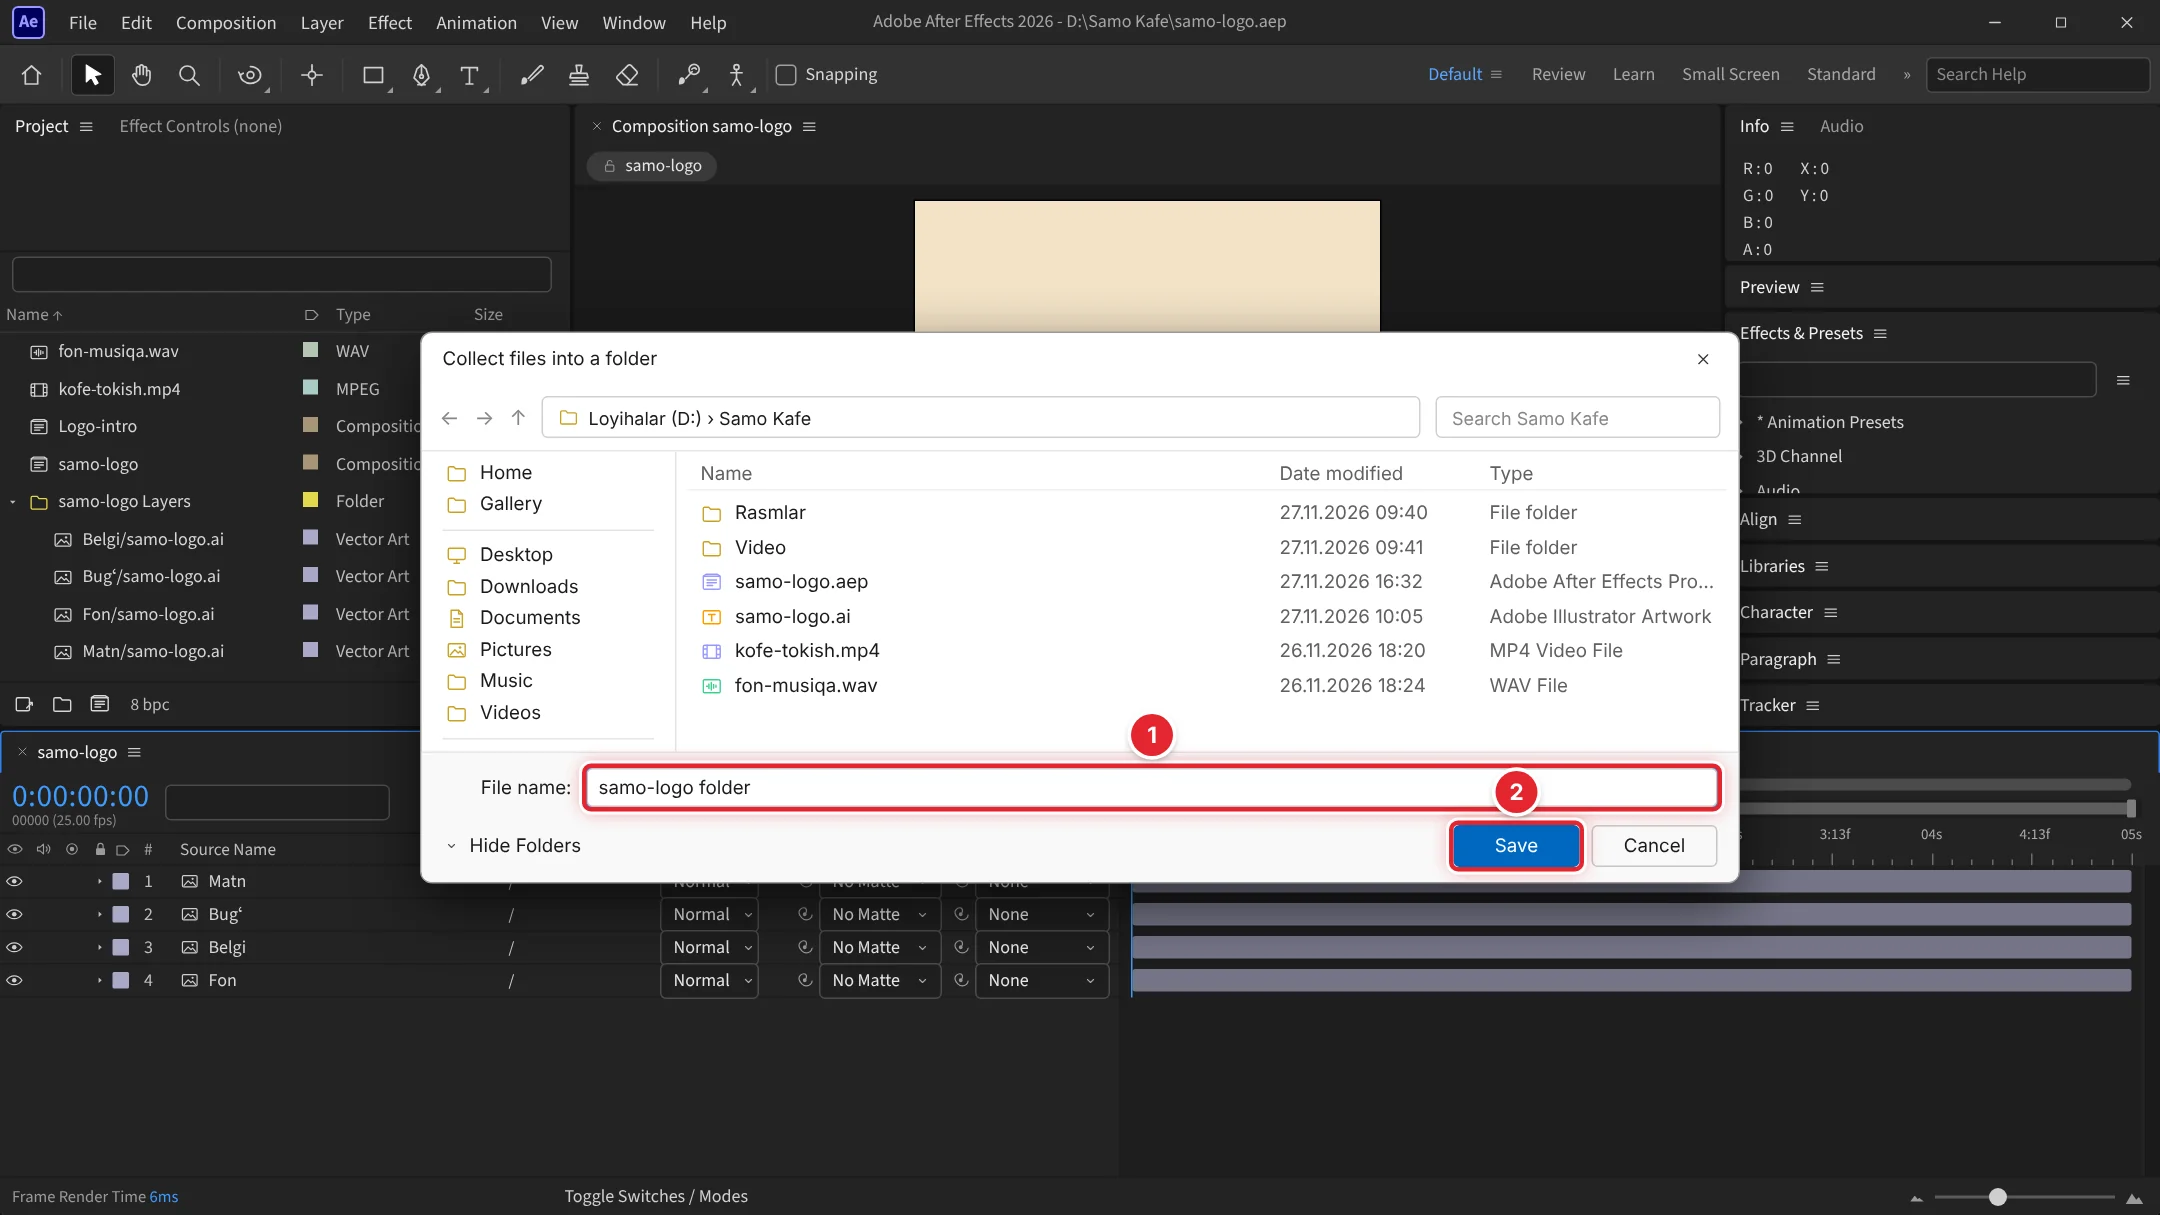 Ae File Edit Composition Layer Effect Animation View Window Help
Adobe After Effects 2026 - D:\Samo Kafe\samo-logo.aep
Snapping
Default Review Learn Small Screen Standard » Search Help
Project Effect Controls (none)
Name Type Size
fon-musiqa.wav WAV
kofe-tokish.mp4 MPEG
Logo-intro Compositio
samo-logo Compositio
samo-logo Layers Folder
Belgi/samo-logo.ai Vector Art
Bugʻ/samo-logo.ai Vector Art
Fon/samo-logo.ai Vector Art
Matn/samo-logo.ai Vector Art
8 bpc
Composition samo-logo
samo-logo
Info Audio
R : 0 X : 0
G : 0 Y : 0
B : 0
A : 0
Preview
Effects & Presets
* Animation Presets
3D Channel
Audio
Align
Libraries
Character
Paragraph
Tracker
Collect files into a folder
Loyihalar (D:) › Samo Kafe
Search Samo Kafe
Home
Gallery
Desktop
Downloads
Documents
Pictures
Music
Videos
Name Date modified Type
Rasmlar 27.11.2026 09:40 File folder
Video 27.11.2026 09:41 File folder
samo-logo.aep 27.11.2026 16:32 Adobe After Effects Pro...
samo-logo.ai 27.11.2026 10:05 Adobe Illustrator Artwork
kofe-tokish.mp4 26.11.2026 18:20 MP4 Video File
fon-musiqa.wav 26.11.2026 18:24 WAV File
1
File name: samo-logo folder
2
Hide Folders
Save Cancel
samo-logo
0:00:00:00
00000 (25.00 fps)
# Source Name
3:13f 04s 4:13f 05s
1 Matn Normal No Matte None
2 Bugʻ Normal No Matte None
3 Belgi Normal No Matte None
4 Fon Normal No Matte None
Frame Render Time 6ms
Toggle Switches / Modes